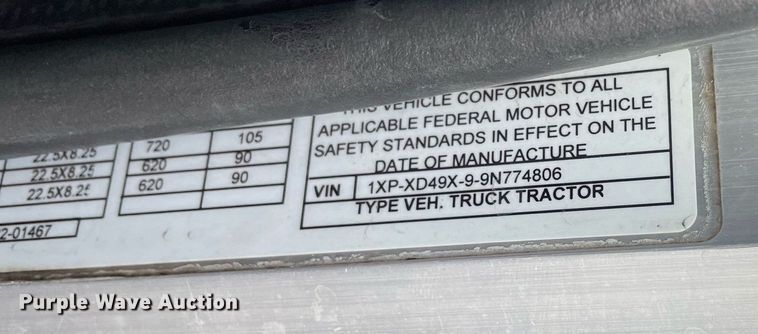 THIS VEHICLE CONFORMS TO ALL
APPLICABLE FEDERAL MOTOR VEHICLE
SAFETY STANDARDS IN EFFECT ON THE
DATE OF MANUFACTURE
VIN 1XP-XD49X-9-9N774806
TYPE VEH. TRUCK TRACTOR
22.5X8.25 720 105
22.5X8.25 620 90
22.5X8.25 620 90
2-01467
Purple Wave Auction